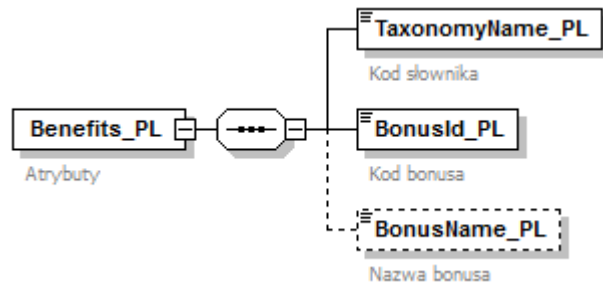 TaxonomyName_PL
Kod słownika
Benefits_PL
Atrybuty
BonusId_PL
Kod bonusa
BonusName_PL
Nazwa bonusa